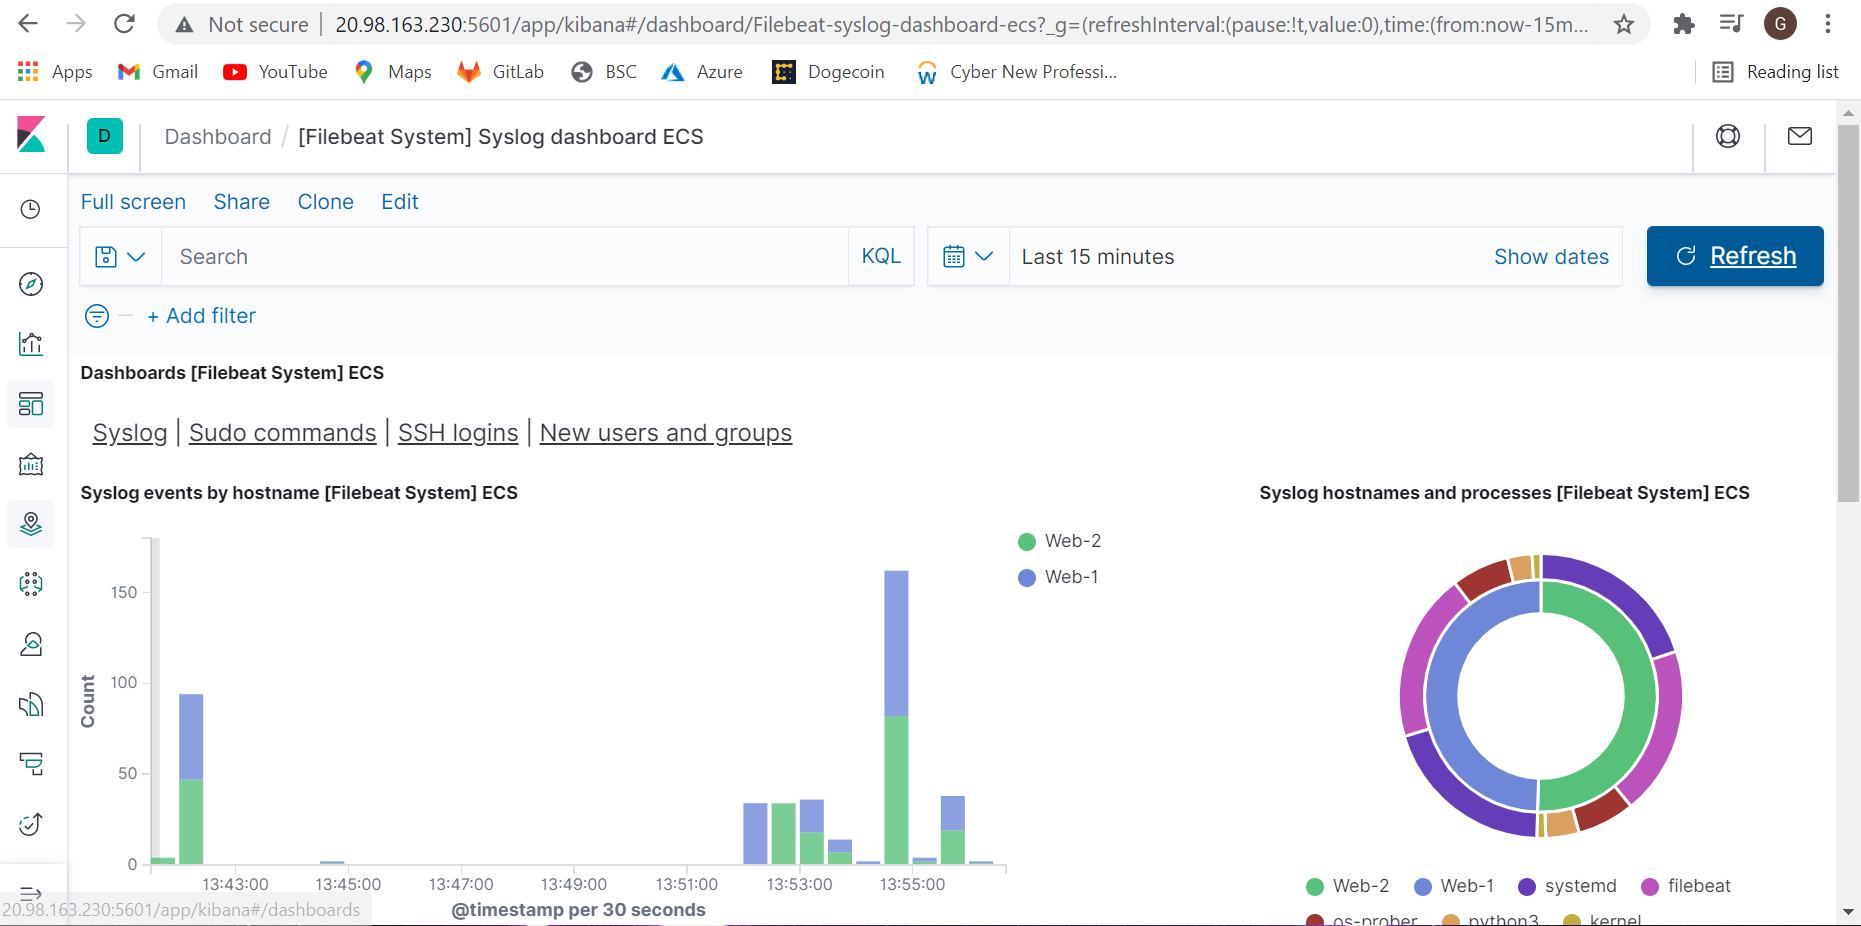 Not secure | 20.98.163.230:5601/app/kibana#/dashboard/Filebeat-syslog-dashboard-ecs?_g=(refreshInterval:(pause:!t,value:0),time:(from:now-15m... G
Apps Gmail YouTube Maps GitLab BSC Azure Dogecoin Cyber New Professi... Reading list
D Dashboard / [Filebeat System] Syslog dashboard ECS
Full screen Share Clone Edit
Search KQL Last 15 minutes Show dates Refresh
+ Add filter
Dashboards [Filebeat System] ECS
Syslog | Sudo commands | SSH logins | New users and groups
Syslog events by hostname [Filebeat System] ECS
Web-2
Web-1
150
100
50
0
Count
13:43:00 13:45:00 13:47:00 13:49:00 13:51:00 13:53:00 13:55:00
@timestamp per 30 seconds
Syslog hostnames and processes [Filebeat System] ECS
Web-2 Web-1 systemd filebeat
os-prober python3 kernel
20.98.163.230:5601/app/kibana#/dashboards